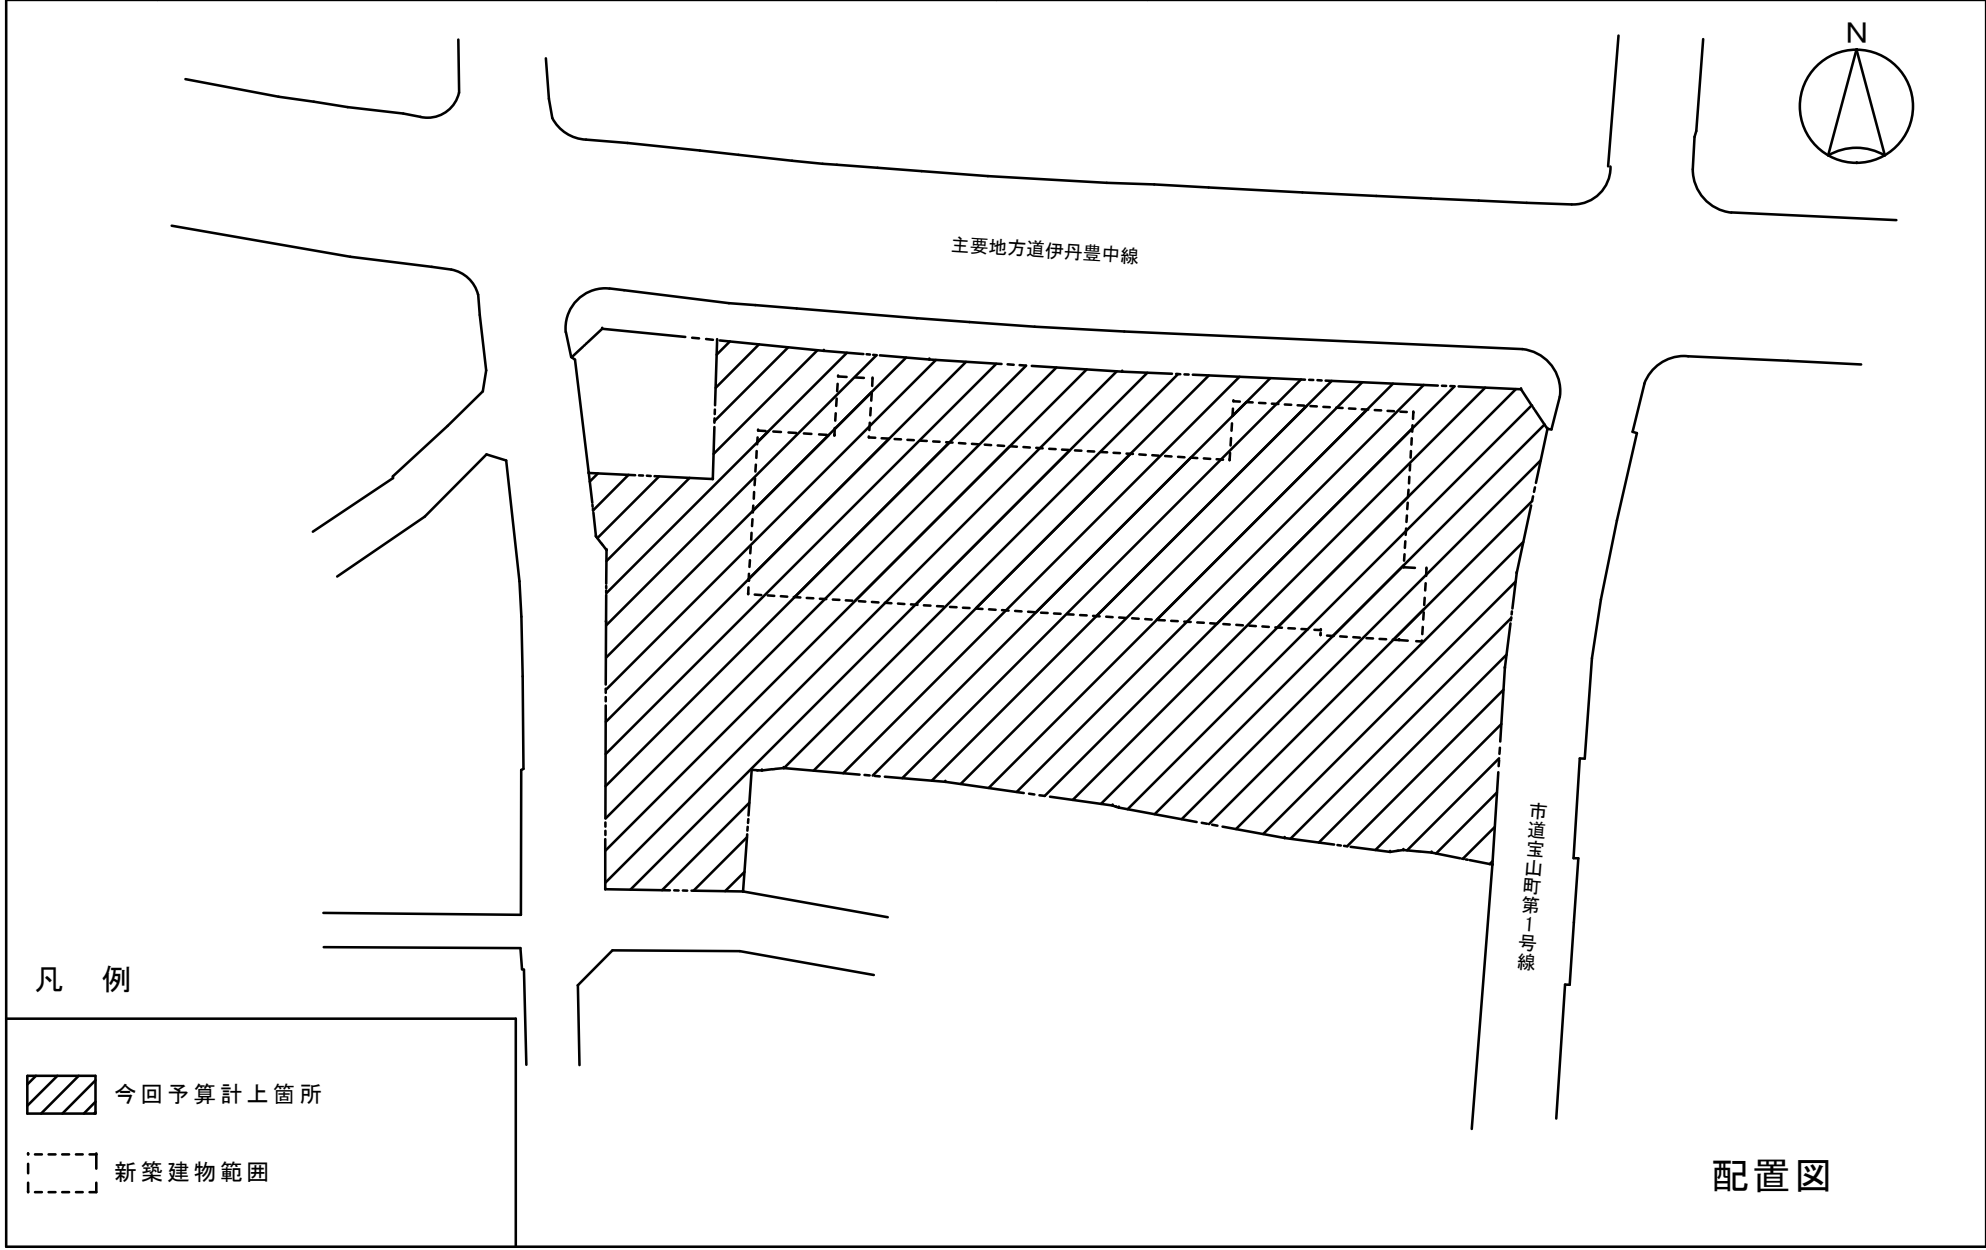 N
主要地方道伊丹豊中線
市道宝山町第1号線
凡 例
今回予算計上箇所
新築建物範囲
配置図